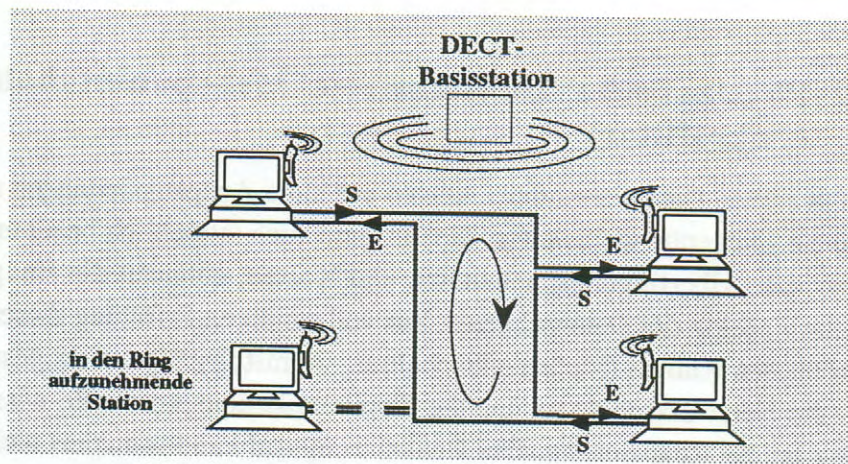 DECT-
Basisstation
S
E
E
S
in den Ring
aufzunehmende
Station
E
S